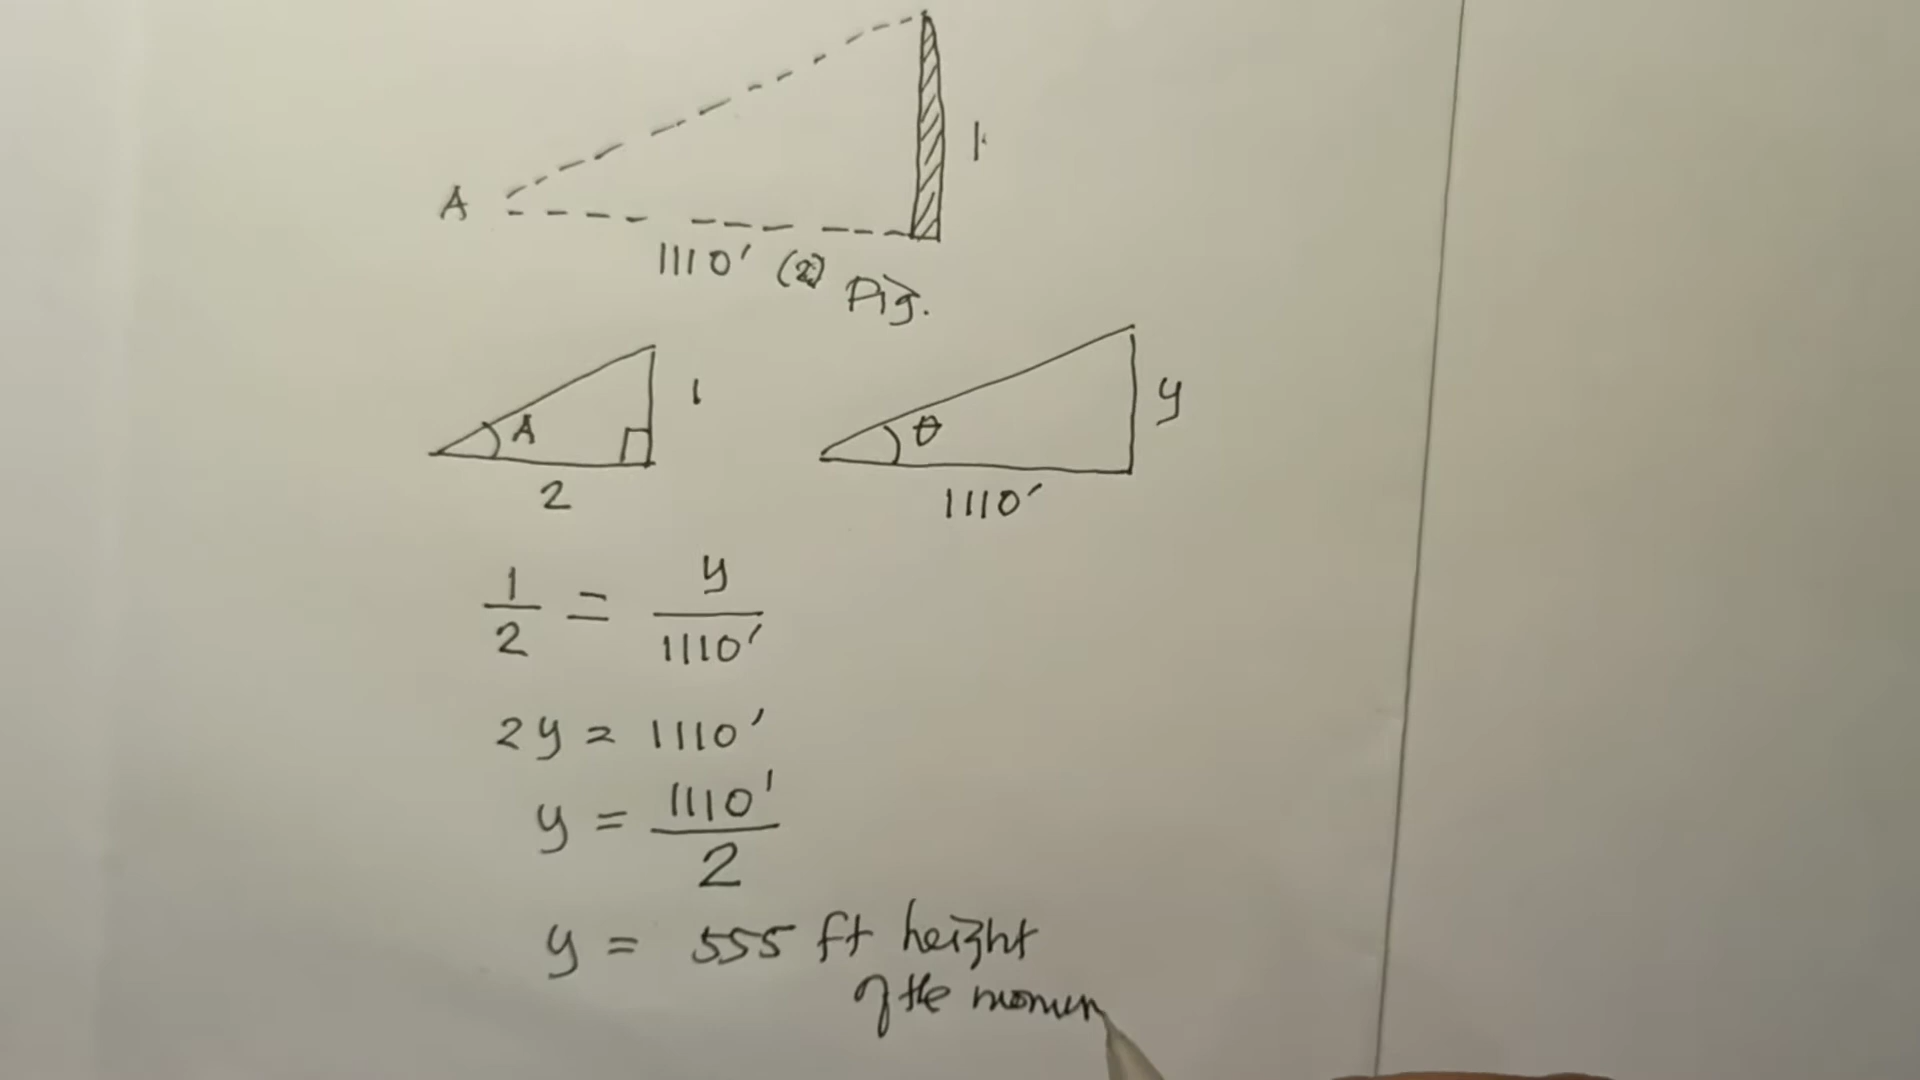 A
1
1110' (2)
Fig.
A
1
2
θ
y
1110'
1/2 = y/1110'
2y = 1110'
y = 1110'/2
y = 555 ft height
of the monum